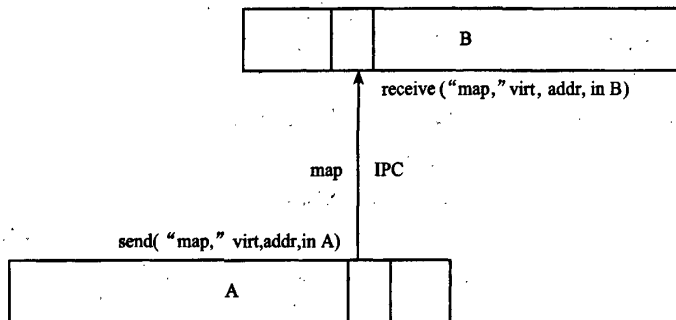 B
receive (“map,” virt, addr, in B)
map IPC
send( “map,” virt,addr,in A)
A